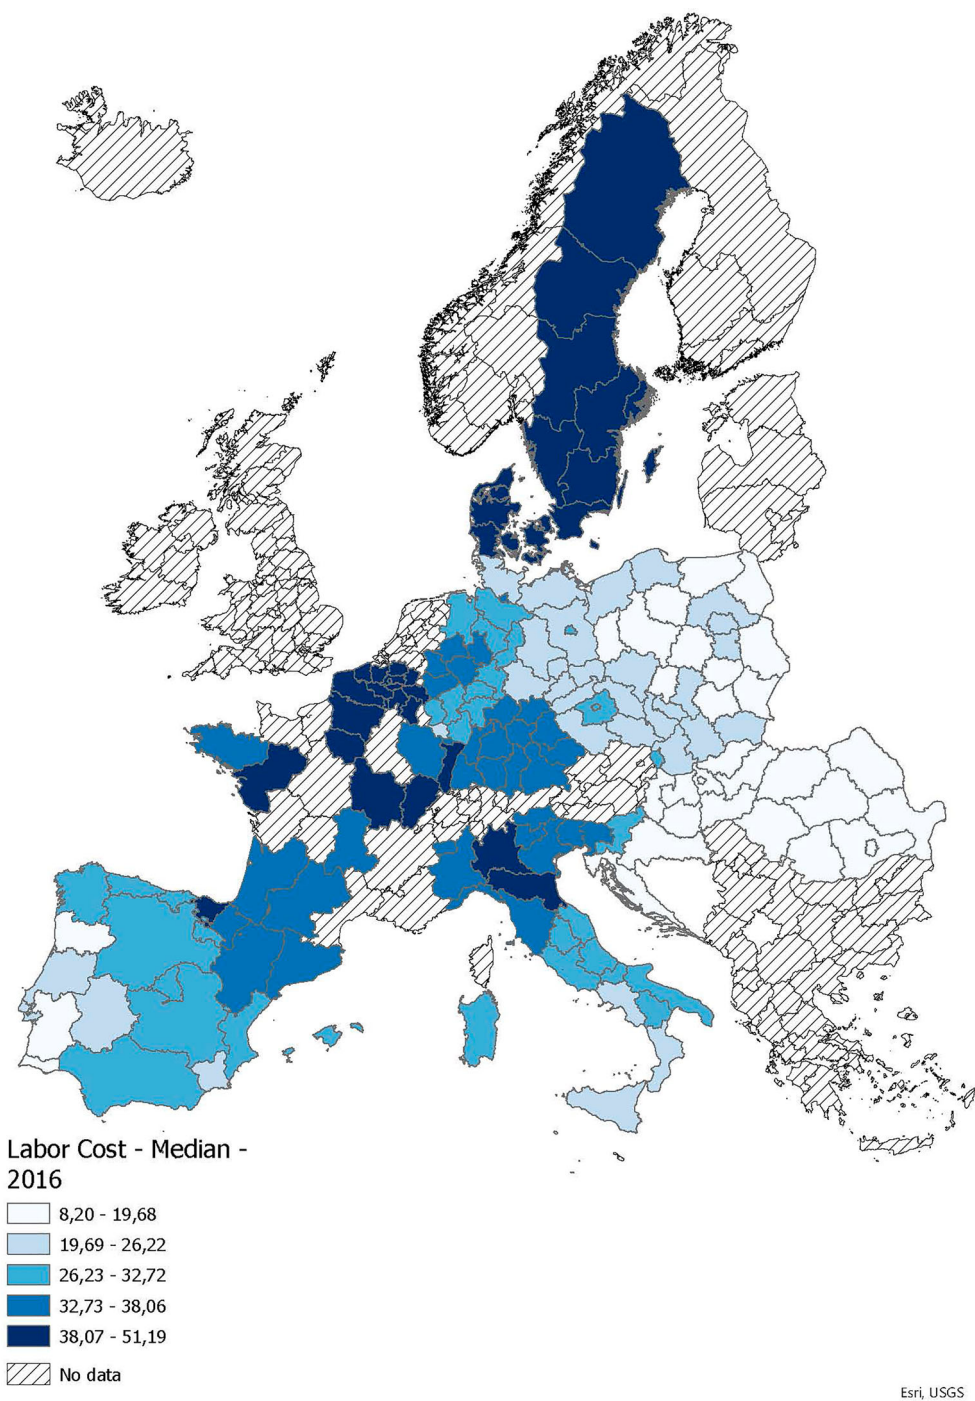 Labor Cost - Median -
2016
8,20 - 19,68
19,69 - 26,22
26,23 - 32,72
32,73 - 38,06
38,07 - 51,19
No data
Esri, USGS